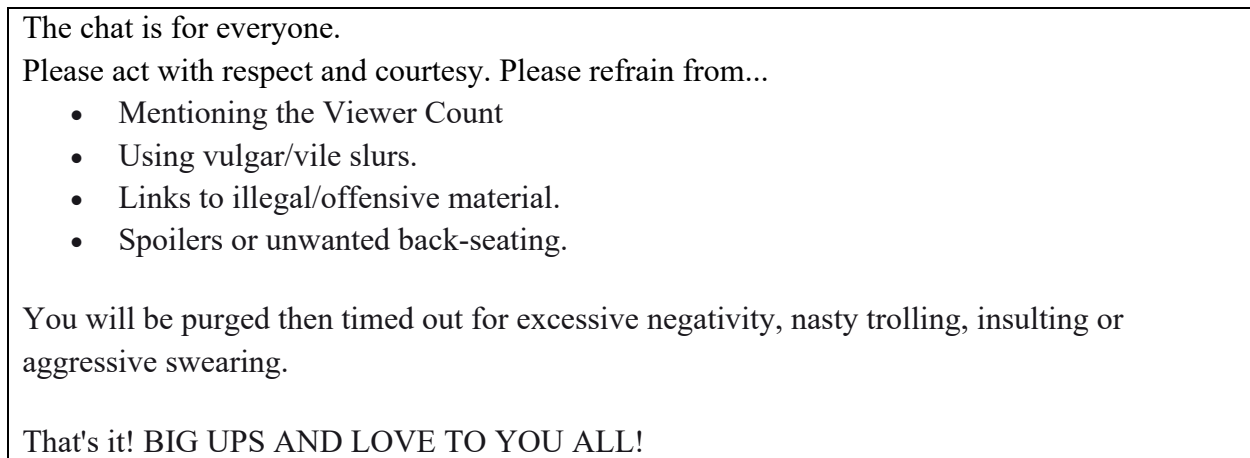 The chat is for everyone.
Please act with respect and courtesy. Please refrain from...
• Mentioning the Viewer Count
• Using vulgar/vile slurs.
• Links to illegal/offensive material.
• Spoilers or unwanted back-seating.
You will be purged then timed out for excessive negativity, nasty trolling, insulting or
aggressive swearing.
That's it! BIG UPS AND LOVE TO YOU ALL!